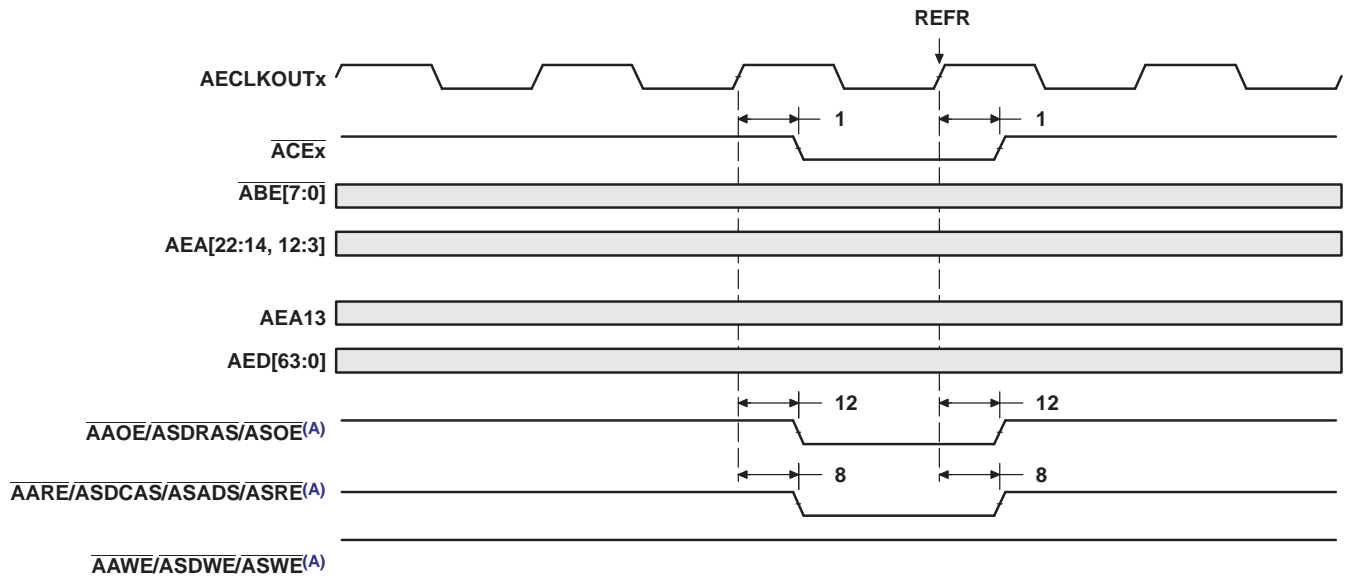 REFR
AECLKOUTx
1 1
ACEx
ABE[7:0]
AEA[22:14, 12:3]
AEA13
AED[63:0]
12 12
AAOE/ASDRAS/ASOE(A)
8 8
AARE/ASDCAS/ASADS/ASRE(A)
AAWE/ASDWE/ASWE(A)